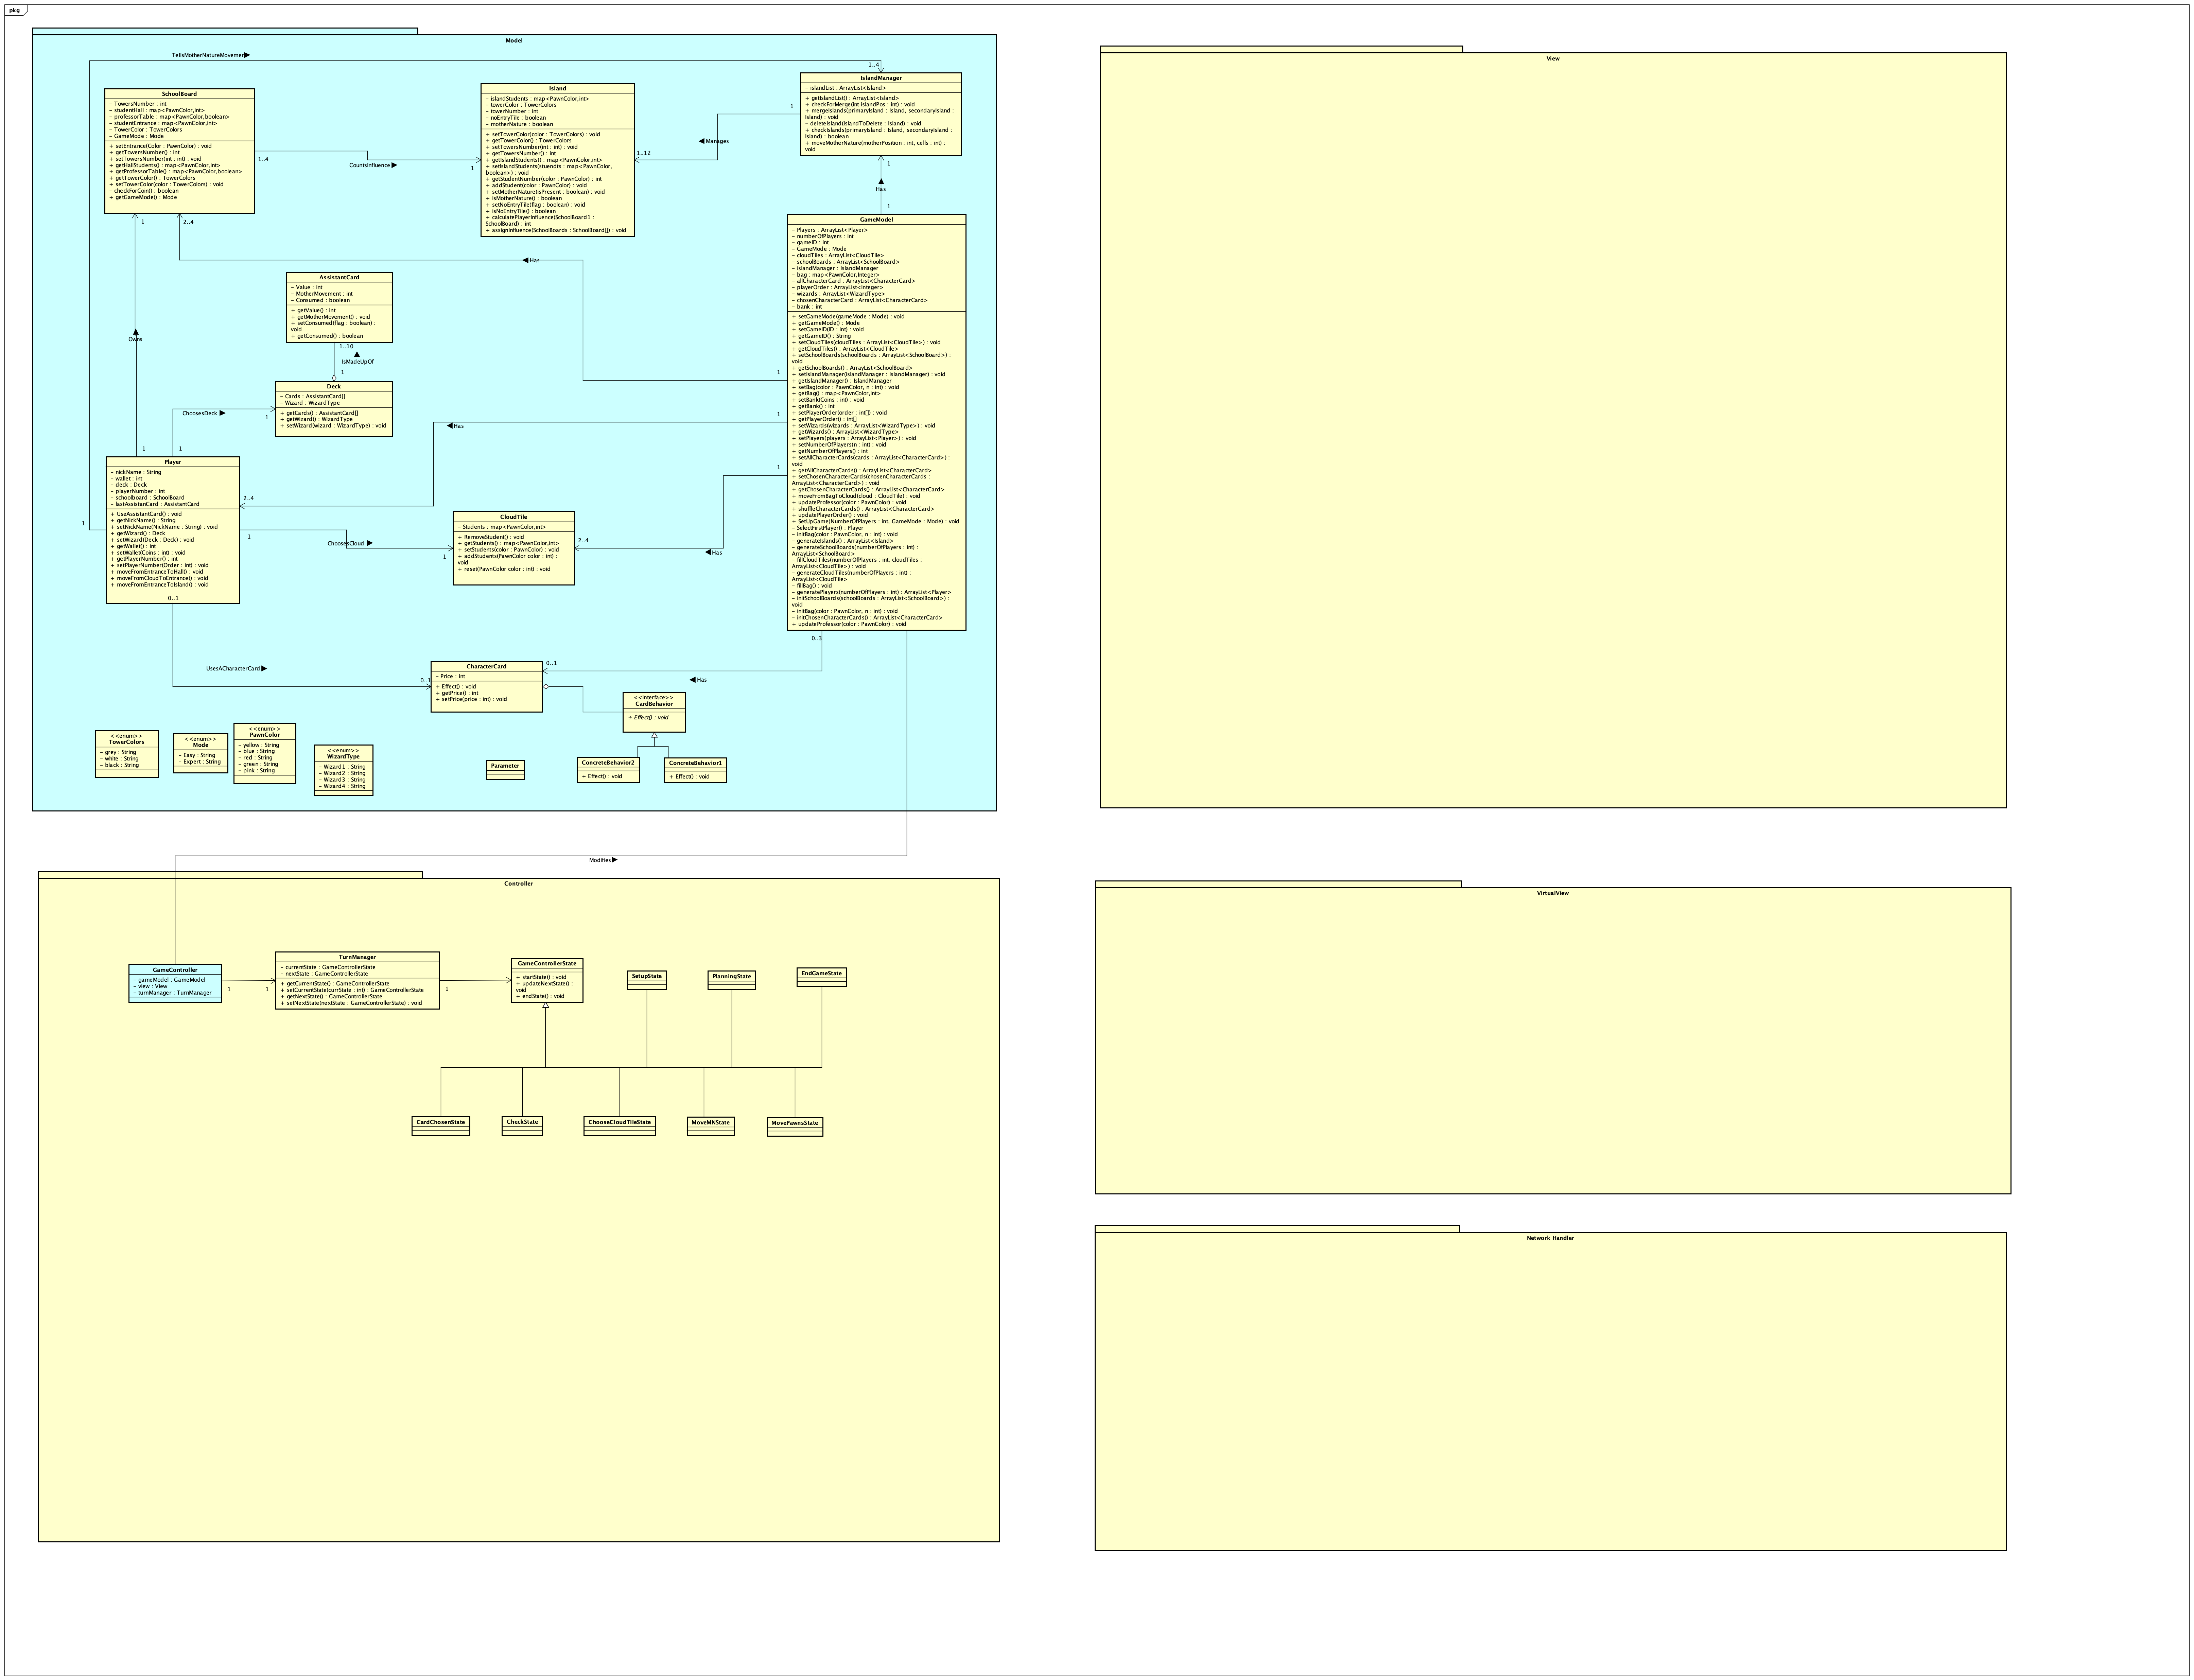 pkg
Model
TellsMotherNatureMovement
1..4
SchoolBoard
- TowersNumber : int
- studentHall : map<PawnColor,int>
- professorTable : map<PawnColor,boolean>
- studentEntrance : map<PawnColor,int>
- TowerColor : TowerColors
- GameMode : Mode
+ setEntrance(Color : PawnColor) : void
+ getTowersNumber() : int
+ setTowersNumber(int : int) : void
+ getHallStudents() : map<PawnColor,int>
+ getProfessorTable() : map<PawnColor,boolean>
+ getTowerColor() : TowerColors
+ setTowerColor(color : TowerColors) : void
- checkForCoin() : boolean
+ getGameMode() : Mode
1..4
CountsInfluence
1
Island
- islandStudents : map<PawnColor,int>
- towerColor : TowerColors
- towerNumber : int
- noEntryTile : boolean
- motherNature : boolean
+ setTowerColor(color : TowerColors) : void
+ getTowerColor() : TowerColors
+ setTowersNumber(int : int) : void
+ getTowersNumber() : int
+ getIslandStudents() : map<PawnColor,int>
+ setIslandStudents(stuendts : map<PawnColor,
boolean>) : void
+ getStudentNumber(color : PawnColor) : int
+ addStudent(color : PawnColor) : void
+ setMotherNature(isPresent : boolean) : void
+ isMotherNature() : boolean
+ setNoEntryTile(flag : boolean) : void
+ isNoEntryTile() : boolean
+ calculatePlayerInfluence(SchoolBoard1 :
SchoolBoard) : int
+ assignInfluence(SchoolBoards : SchoolBoard[]) : void
1
Manages
1..12
IslandManager
- islandList : ArrayList<Island>
+ getIslandList() : ArrayList<Island>
+ checkForMerge(int islandPos : int) : void
+ mergeIslands(primaryIsland : Island, secondaryIsland :
Island) : void
- deleteIsland(IslandToDelete : Island) : void
+ checkIslands(primaryIsland : Island, secondaryIsland :
Island) : boolean
+ moveMotherNature(motherPosition : int, cells : int) :
void
1
Has
1
1
2..4
Has
1
GameModel
- Players : ArrayList<Player>
- numberOfPlayers : int
- gameID : int
- GameMode : Mode
- cloudTiles : ArrayList<CloudTile>
- schoolBoards : ArrayList<SchoolBoard>
- IslandManager : IslandManager
- bag : map<PawnColor,Integer>
- allCharacterCard : ArrayList<CharacterCard>
- playerOrder : ArrayList<Integer>
- wizards : ArrayList<WizardType>
- chosenCharacterCard : ArrayList<CharacterCard>
- bank : int
+ setGameMode(gameMode : Mode) : void
+ getGameMode() : Mode
+ setGameID(ID : int) : void
+ getGameID() : String
+ setCloudTiles(cloudTiles : ArrayList<CloudTile>) : void
+ getCloudTiles() : ArrayList<CloudTile>
+ setSchoolBoards(schoolBoards : ArrayList<SchoolBoard>) :
void
+ getSchoolBoards() : ArrayList<SchoolBoard>
+ setIslandManager(islandManager : IslandManager) : void
+ getIslandManager() : IslandManager
+ setBag(color : PawnColor, n : int) : void
+ getBag() : map<PawnColor,int>
+ setBank(Coins : int) : void
+ getBank() : int
+ setPlayerOrder(order : int[]) : void
+ getPlayerOrder() : int[]
+ setWizards(wizards : ArrayList<WizardType>) : void
+ getWizards() : ArrayList<WizardType>
+ setPlayers(players : ArrayList<Player>) : void
+ setNumberOfPlayers(n : int) : void
+ getNumberOfPlayers() : int
+ setAllCharacterCards(cards : ArrayList<CharacterCard>) :
void
+ getAllCharacterCards() : ArrayList<CharacterCard>
+ setChosenCharacterCards(chosenCharacterCards :
ArrayList<CharacterCard>) : void
+ getChosenCharacterCards() : ArrayList<CharacterCard>
+ moveFromBagToCloud(cloud : CloudTile) : void
+ updateProfessor(color : PawnColor) : void
+ shuffleCharacterCards() : ArrayList<CharacterCard>
+ updatePlayerOrder() : void
+ SetUpGame(NumberOfPlayers : int, GameMode : Mode) : void
- SelectFirstPlayer() : Player
- initBag(color : PawnColor, n : int) : void
- generateIslands() : ArrayList<Island>
- generateSchoolBoards(numberOfPlayers : int) :
ArrayList<SchoolBoard>
- fillCloudTiles(numberOfPlayers : int, cloudTiles :
ArrayList<CloudTile>) : void
- generateCloudTiles(numberOfPlayers : int) :
ArrayList<CloudTile>
- fillBag() : void
- generatePlayers(numberOfPlayers : int) : ArrayList<Player>
- initSchoolBoards(schoolBoards : ArrayList<SchoolBoard>) :
void
- initBag(color : PawnColor, n : int) : void
- initChosenCharacterCards() : ArrayList<CharacterCard>
+ updateProfessor(color : PawnColor) : void
AssistantCard
- Value : int
- MotherMovement : int
- Consumed : boolean
+ getValue() : int
+ getMotherMovement() : void
+ setConsumed(flag : boolean) :
void
+ getConsumed() : boolean
1..10
IsMadeUpOf
1
Deck
- Cards : AssistantCard[]
- Wizard : WizardType
+ getCards() : AssistantCard[]
+ getWizard() : WizardType
+ setWizard(wizard : WizardType) : void
Owns
ChoosesDeck
1
1
1
1
Has
2..4
Player
- nickName : String
- wallet : int
- deck : Deck
- playerNumber : int
- schoolboard : SchoolBoard
- lastAssistanCard : AssistantCard
+ UseAssistantCard() : void
+ getNickName() : String
+ setNickName(NickName : String) : void
+ getWizard() : Deck
+ setWizard(Deck : Deck) : void
+ getWallet() : int
+ setWallet(Coins : int) : void
+ getPlayerNumber() : int
+ setPlayerNumber(Order : int) : void
+ moveFromEntranceToHall() : void
+ moveFromCloudToEntrance() : void
+ moveFromEntranceToIsland() : void
0..1
1
1
ChoosesCloud
1
CloudTile
- Students : map<PawnColor,int>
+ RemoveStudent() : void
+ getStudents() : map<PawnColor,int>
+ setStudents(color : PawnColor) : void
+ addStudents(PawnColor color : int) :
void
+ reset(PawnColor color : int) : void
1
2..4
Has
UsesACharacterCard
0..1
CharacterCard
- Price : int
+ Effect() : void
+ getPrice() : int
+ setPrice(price : int) : void
0..1
0..3
Has
<<interface>>
CardBehavior
+ Effect() : void
ConcreteBehavior2
+ Effect() : void
ConcreteBehavior1
+ Effect() : void
<<enum>>
TowerColors
- grey : String
- white : String
- black : String
<<enum>>
Mode
- Easy : String
- Expert : String
<<enum>>
PawnColor
- yellow : String
- blue : String
- red : String
- green : String
- pink : String
<<enum>>
WizardType
- Wizard1 : String
- Wizard2 : String
- Wizard3 : String
- Wizard4 : String
Parameter
Modifies
View
Controller
GameController
- gameModel : GameModel
- view : View
- turnManager : TurnManager
1
1
TurnManager
- currentState : GameControllerState
- nextState : GameControllerState
+ getCurrentState() : GameControllerState
+ setCurrentState(currState : int) : GameControllerState
+ getNextState() : GameControllerState
+ setNextState(nextState : GameControllerState) : void
1
GameControllerState
+ startState() : void
+ updateNextState() :
void
+ endState() : void
SetupState
PlanningState
EndGameState
CardChosenState
CheckState
ChooseCloudTileState
MoveMNState
MovePawnsState
VirtualView
Network Handler